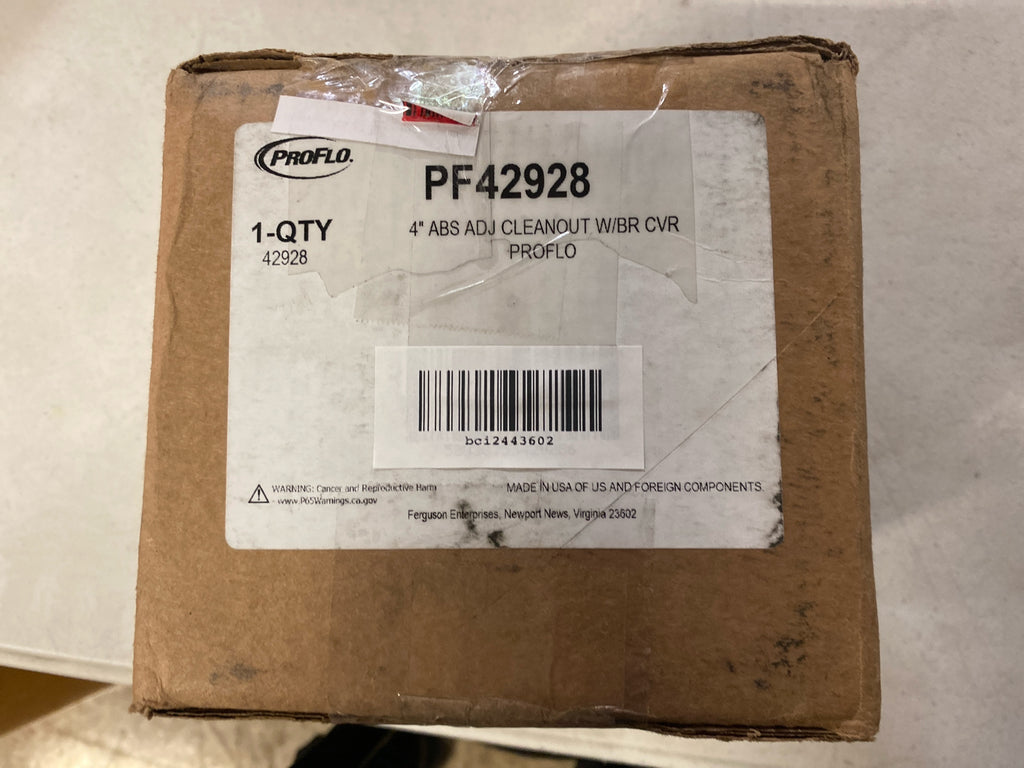 PROFLO.
PF42928
1-QTY
42928
4" ABS ADJ CLEANOUT W/BR CVR
PROFLO
bci2443602
WARNING: Cancer and Reproductive Harm
- www.P65Warnings.ca.gov
MADE IN USA OF US AND FOREIGN COMPONENTS.
Ferguson Enterprises, Newport News, Virginia 23602